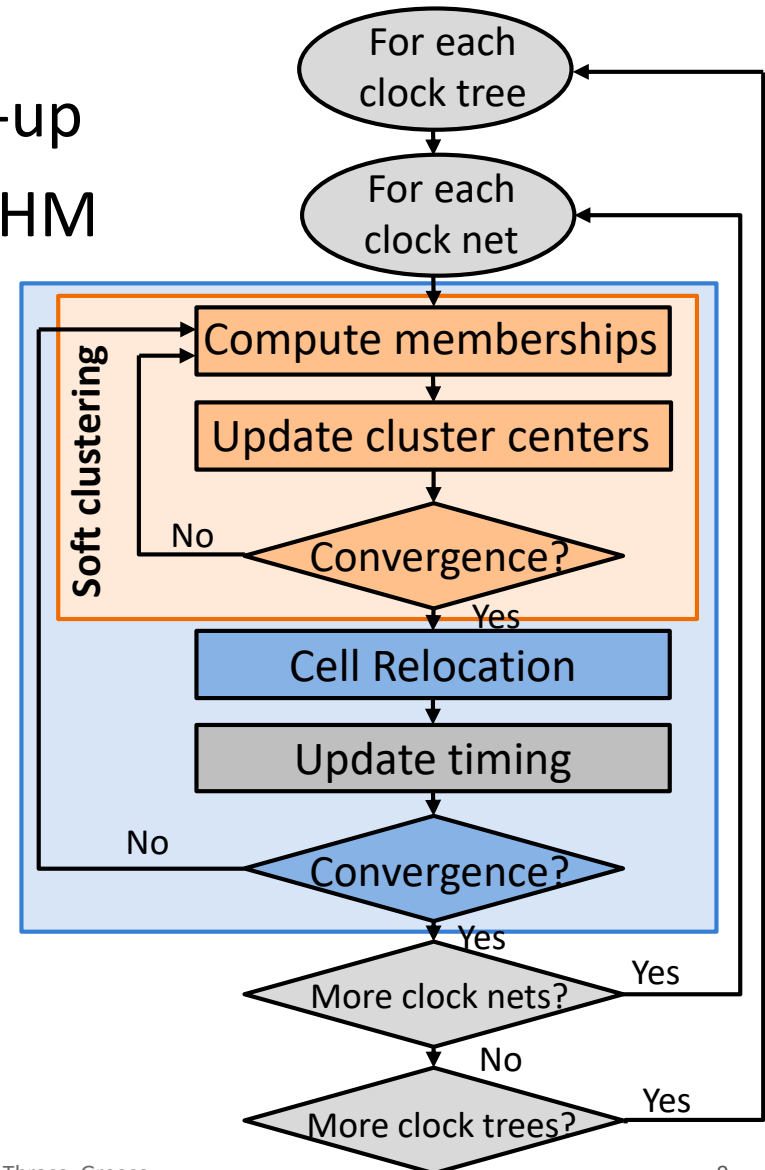 -up
HM
For each
clock tree
For each
clock net
Soft clustering
Compute memberships
Update cluster centers
Convergence?
No
Yes
Cell Relocation
Update timing
Convergence?
No
Yes
More clock nets?
Yes
No
More clock trees?
Yes